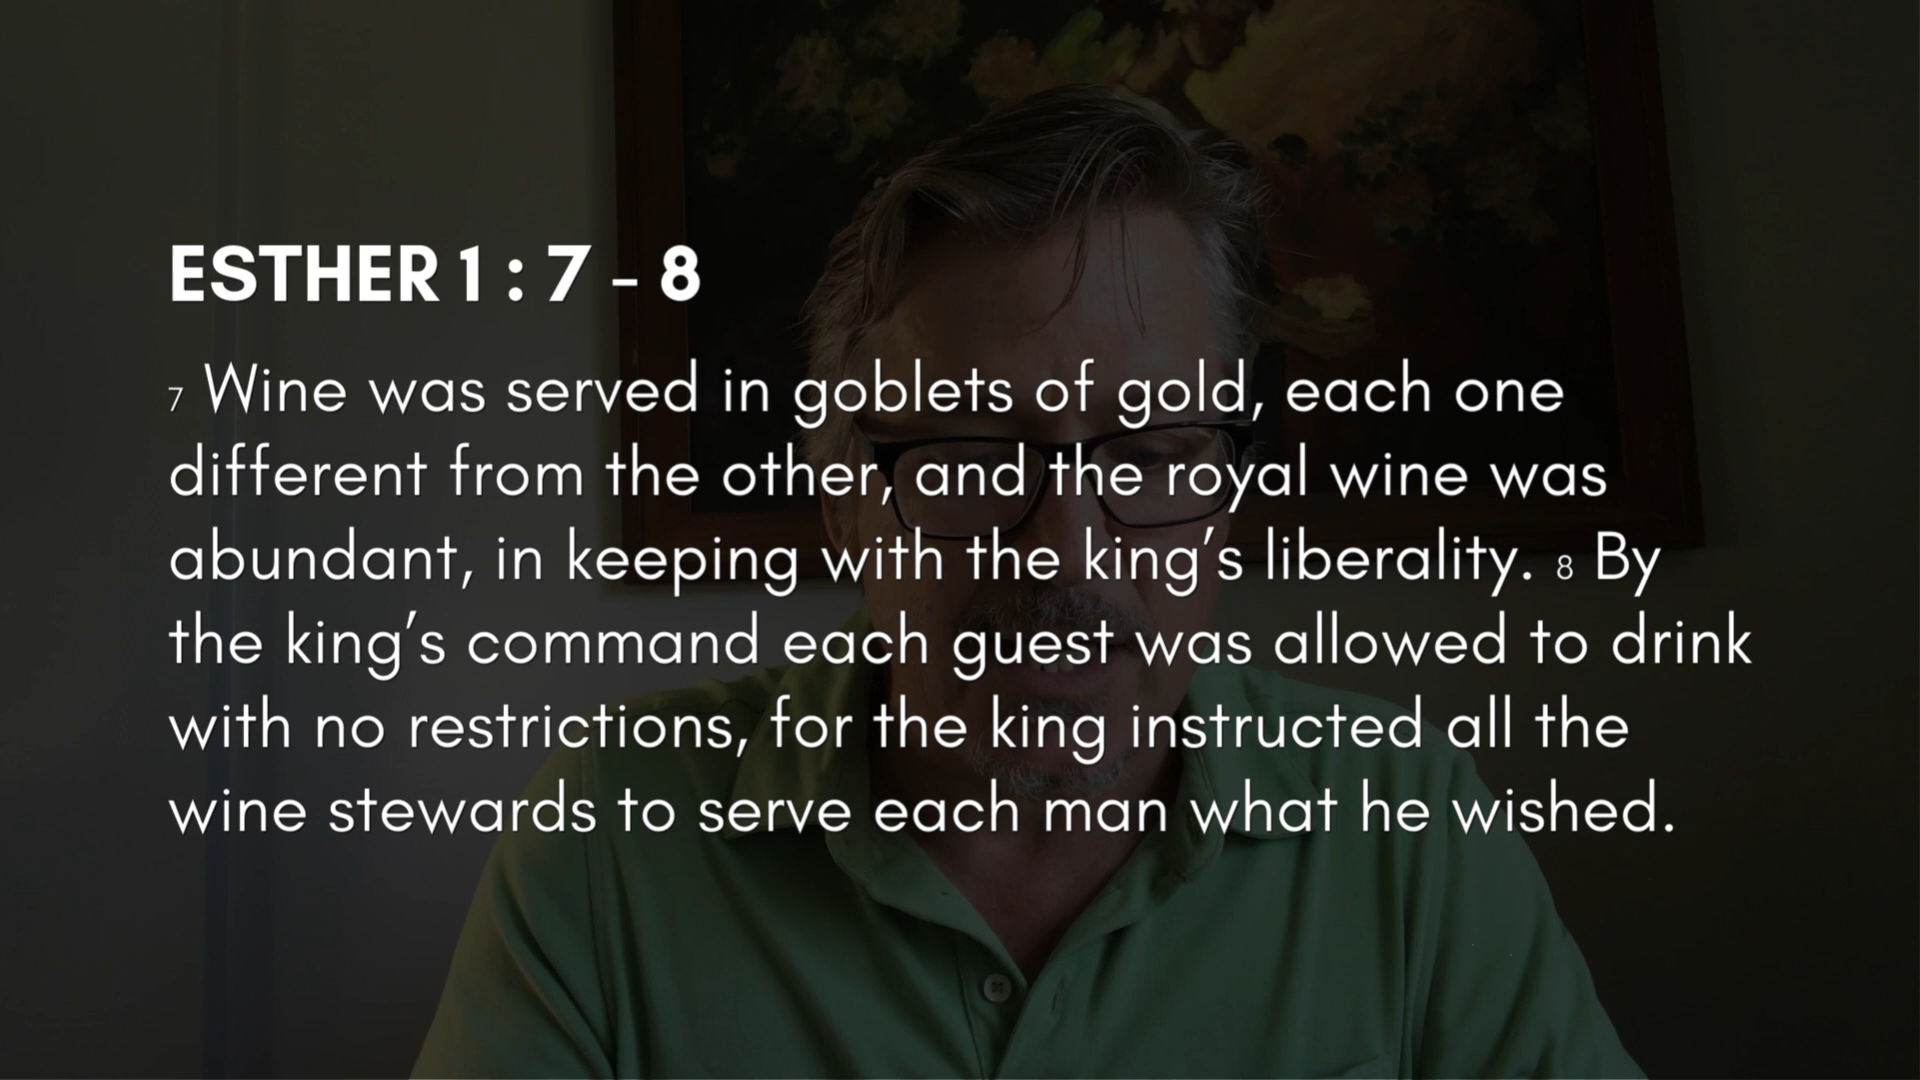 ESTHER 1 : 7 - 8
7 Wine was served in goblets of gold, each one
different from the other, and the royal wine was
abundant, in keeping with the king’s liberality. 8 By
the king’s command each guest was allowed to drink
with no restrictions, for the king instructed all the
wine stewards to serve each man what he wished.